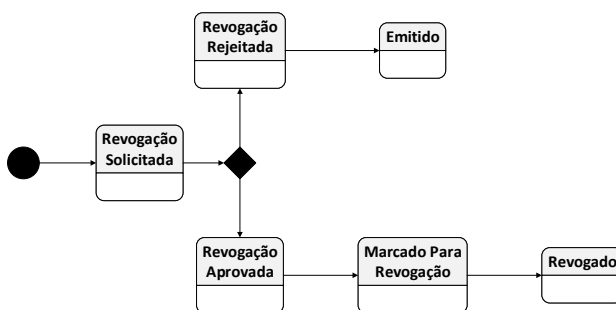 Revogação
Rejeitada
Emitido
Revogação
Solicitada
Revogação
Aprovada
Marcado Para
Revogação
Revogado